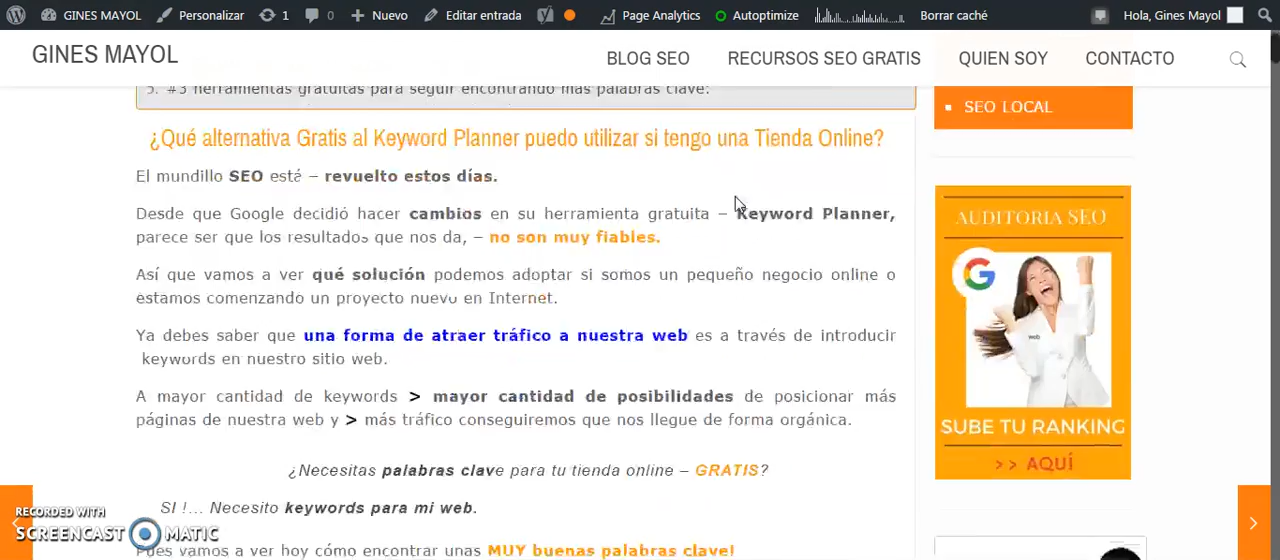 GINES MAYOL Personalizar 1 0 Nuevo Editar entrada Page Analytics Autoptimize Borrar caché Hola, Gines Mayol
GINES MAYOL BLOG SEO RECURSOS SEO GRATIS QUIEN SOY CONTACTO
5. #3 herramientas gratuitas para seguir encontrando más palabras clave:
SEO LOCAL
¿Qué alternativa Gratis al Keyword Planner puedo utilizar si tengo una Tienda Online?
El mundillo SEO está – revuelto estos días.
Desde que Google decidió hacer cambios en su herramienta gratuita – Keyword Planner,
parece ser que los resultados que nos da, – no son muy fiables.
Así que vamos a ver qué solución podemos adoptar si somos un pequeño negocio online o
estamos comenzando un proyecto nuevo en Internet.
Ya debes saber que una forma de atraer tráfico a nuestra web es a través de introducir
keywords en nuestro sitio web.
A mayor cantidad de keywords > mayor cantidad de posibilidades de posicionar más
páginas de nuestra web y > más tráfico conseguiremos que nos llegue de forma orgánica.
¿Necesitas palabras clave para tu tienda online – GRATIS?
SI !... Necesito keywords para mi web.
Pues vamos a ver hoy cómo encontrar unas MUY buenas palabras clave!
AUDITORIA SEO
G
web
SUBE TU RANKING
>> AQUÍ
RECORDED WITH
SCREENCAST MATIC